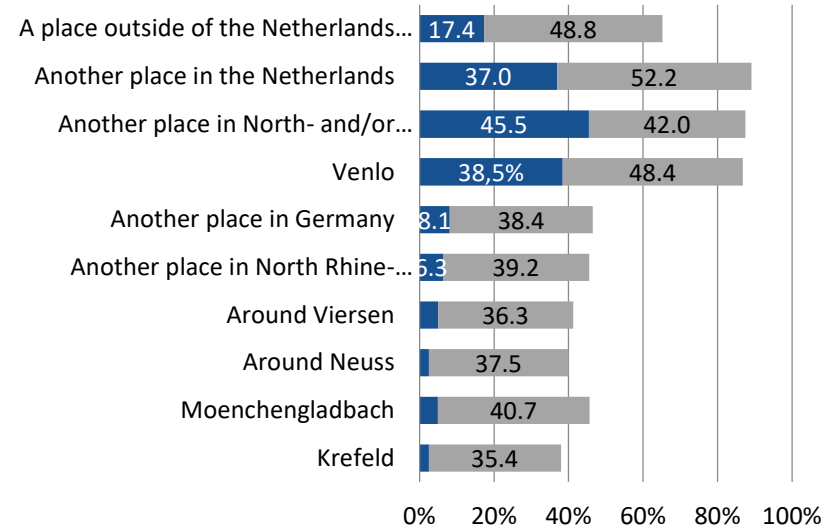 A place outside of the Netherlands… 17.4 48.8
Another place in the Netherlands 37.0 52.2
Another place in North- and/or… 45.5 42.0
Venlo 38,5% 48.4
Another place in Germany 8.1 38.4
Another place in North Rhine-… 6.3 39.2
Around Viersen 36.3
Around Neuss 37.5
Moenchengladbach 40.7
Krefeld 35.4
0% 20% 40% 60% 80% 100%